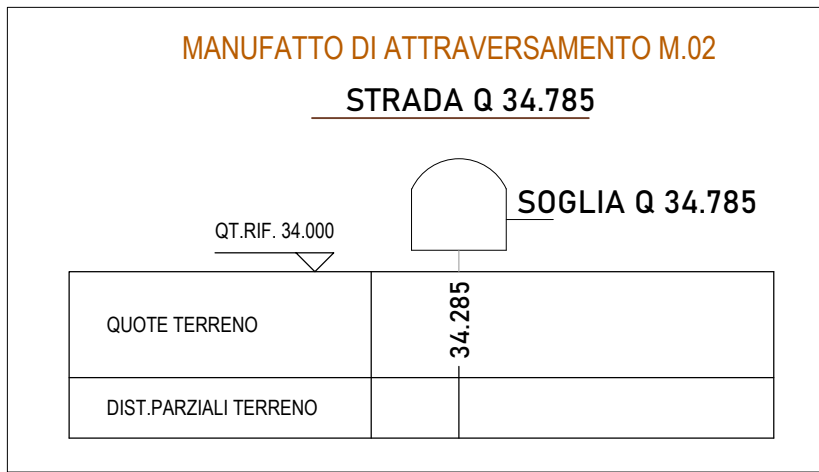 MANUFATTO DI ATTRAVERSAMENTO M.02
STRADA Q 34.785
SOGLIA Q 34.785
QT.RIF. 34.000
QUOTE TERRENO
34.285
DIST.PARZIALI TERRENO